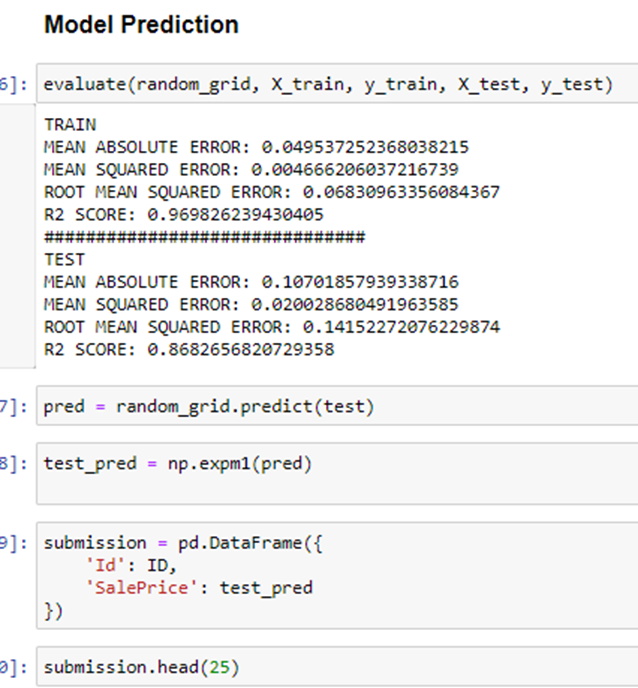 Model Prediction
6]: evaluate(random_grid, X_train, y_train, X_test, y_test)
TRAIN
MEAN ABSOLUTE ERROR: 0.049537252368038215
MEAN SQUARED ERROR: 0.004666206037216739
ROOT MEAN SQUARED ERROR: 0.06830963356084367
R2 SCORE: 0.969826239430405
###############################
TEST
MEAN ABSOLUTE ERROR: 0.10701857939338716
MEAN SQUARED ERROR: 0.020028680491963585
ROOT MEAN SQUARED ERROR: 0.14152272076229874
R2 SCORE: 0.8682656820729358
7]: pred = random_grid.predict(test)
8]: test_pred = np.expm1(pred)
9]: submission = pd.DataFrame({
    'Id': ID,
    'SalePrice': test_pred
})
0]: submission.head(25)